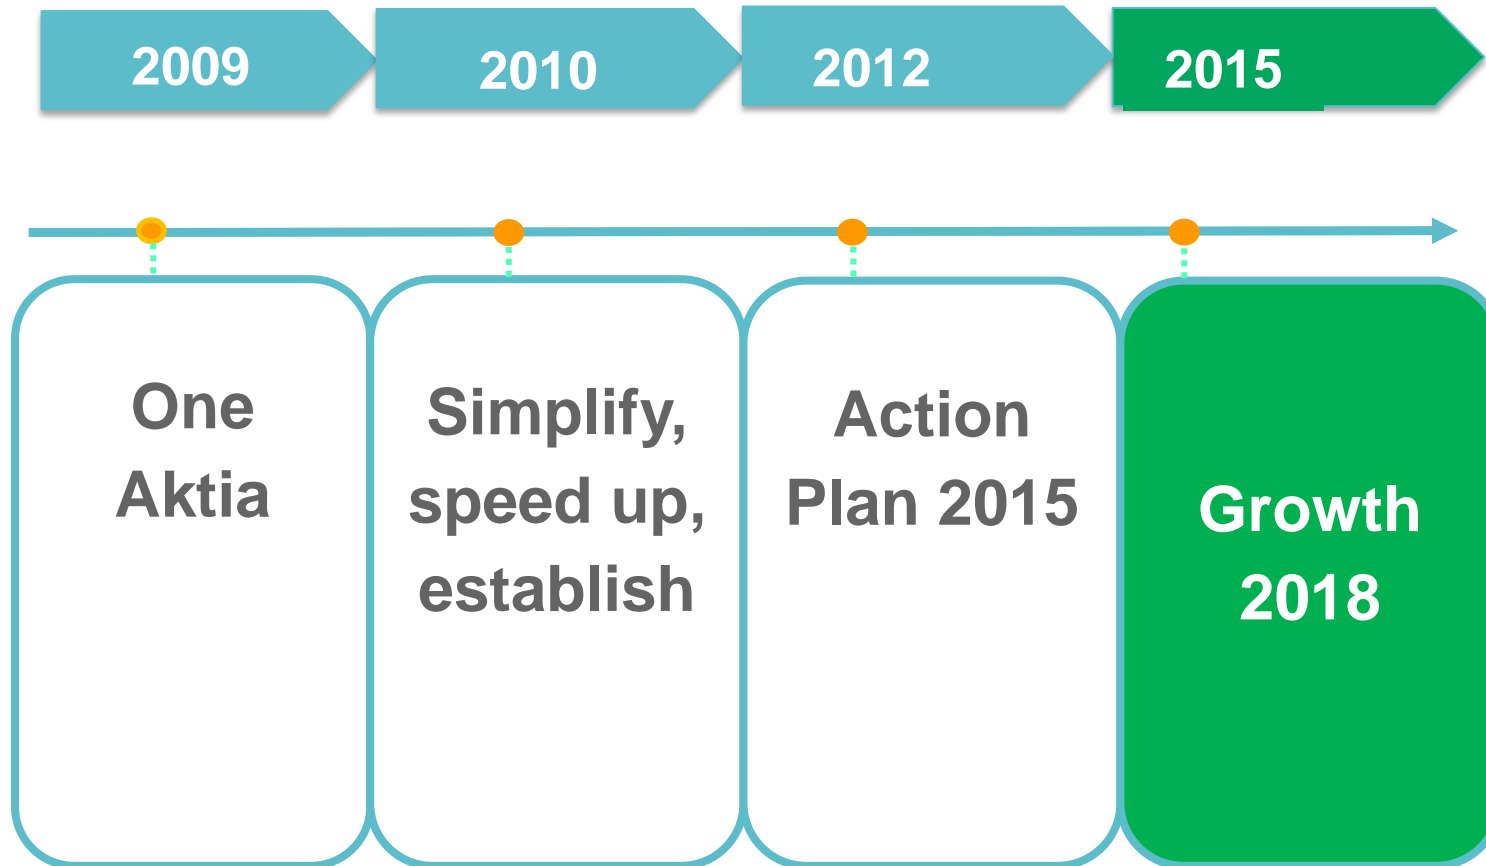 2009
2010
2012
2015
One
Aktia
Simplify,
speed up,
establish
Action
Plan 2015
Growth
2018